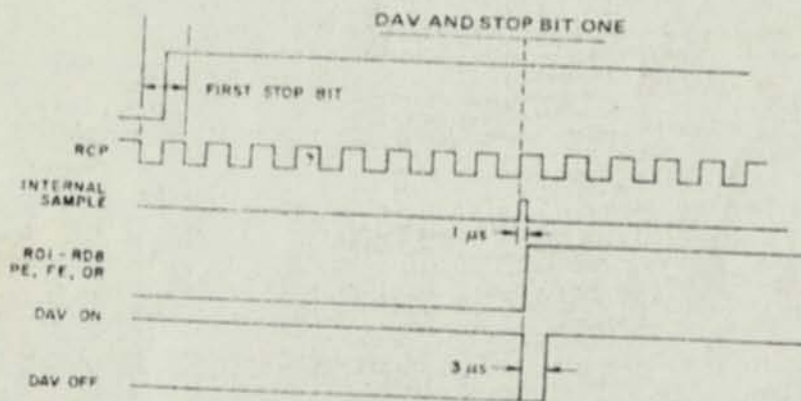 DAV AND STOP BIT ONE
FIRST STOP BIT
RCP
INTERNAL
SAMPLE
1 μs
RD1 - RD8
PE, FE, OR
DAV ON
3 μs
DAV OFF